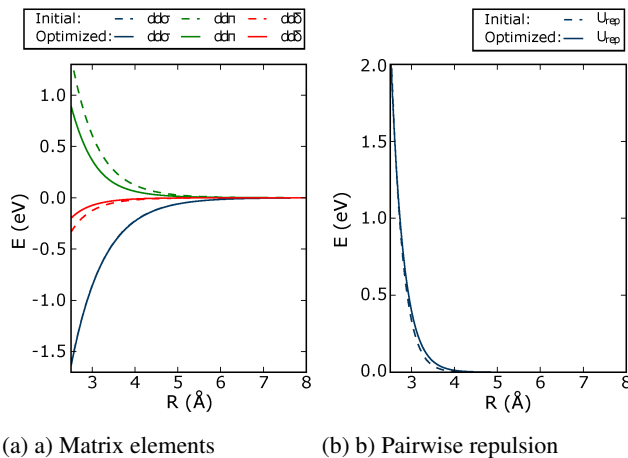 Initial: ddσ ddπ ddδ
Optimized: ddσ ddπ ddδ
Initial: Urep
Optimized: Urep
1.0
0.5
0.0
-0.5
-1.0
-1.5
E (eV)
3 4 5 6 7 8
R (Å)
2.0
1.5
1.0
0.5
0.0
E (eV)
3 4 5 6 7 8
R (Å)
(a) a) Matrix elements
(b) b) Pairwise repulsion